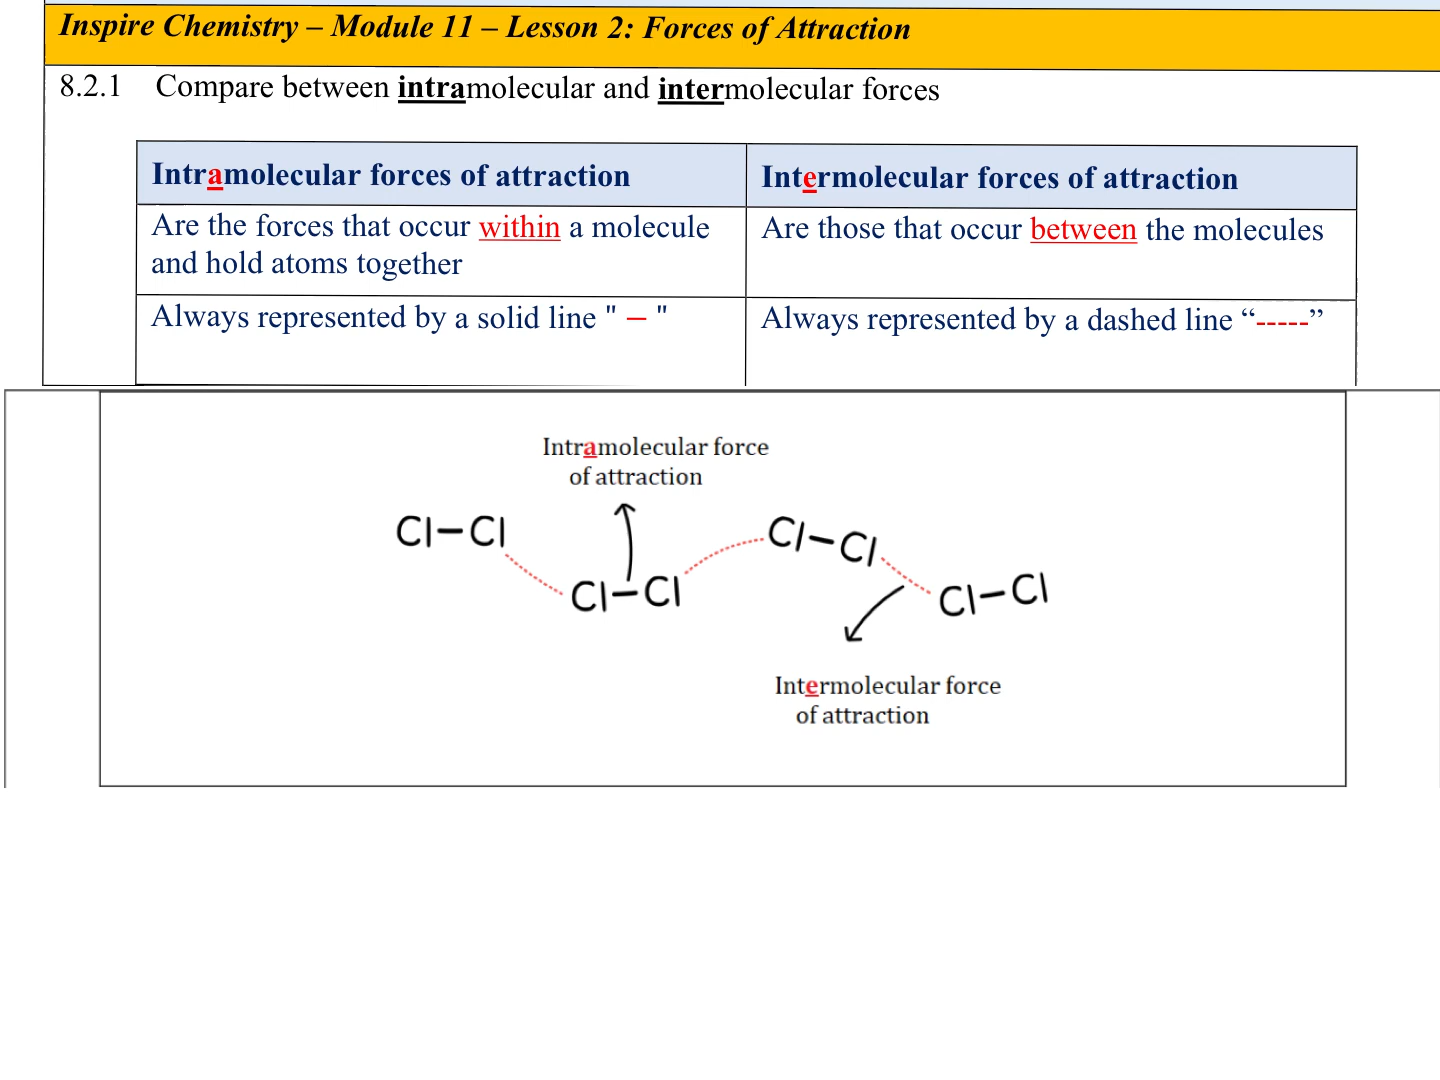 Inspire Chemistry – Module 11 – Lesson 2: Forces of Attraction
8.2.1 Compare between intramolecular and intermolecular forces
Intramolecular forces of attraction
Intermolecular forces of attraction
Are the forces that occur within a molecule
and hold atoms together
Are those that occur between the molecules
Always represented by a solid line " – "
Always represented by a dashed line “-----”
Intramolecular force
of attraction
Cl–Cl
Cl–Cl
Cl–Cl
Cl–Cl
Intermolecular force
of attraction